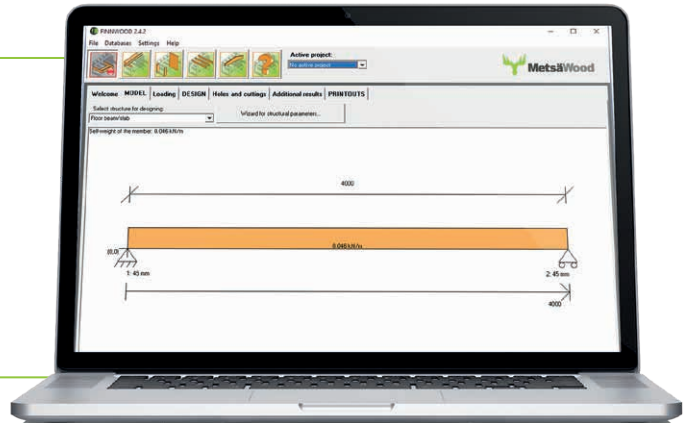 FINNWOOD 2.4.2
File Databases Settings Help
Active project:
No active project
MetsäWood
Welcome MODEL Loading DESIGN Holes and cuttings Additional results PRINTOUTS
Select structure for designing:
Floor beam/slab
Wizard for structural parameters...
Self-weight of the member: 0.046 kN/m
4000
0.046 kN/m
(0,0)
1: 45 mm
2: 45 mm
4000